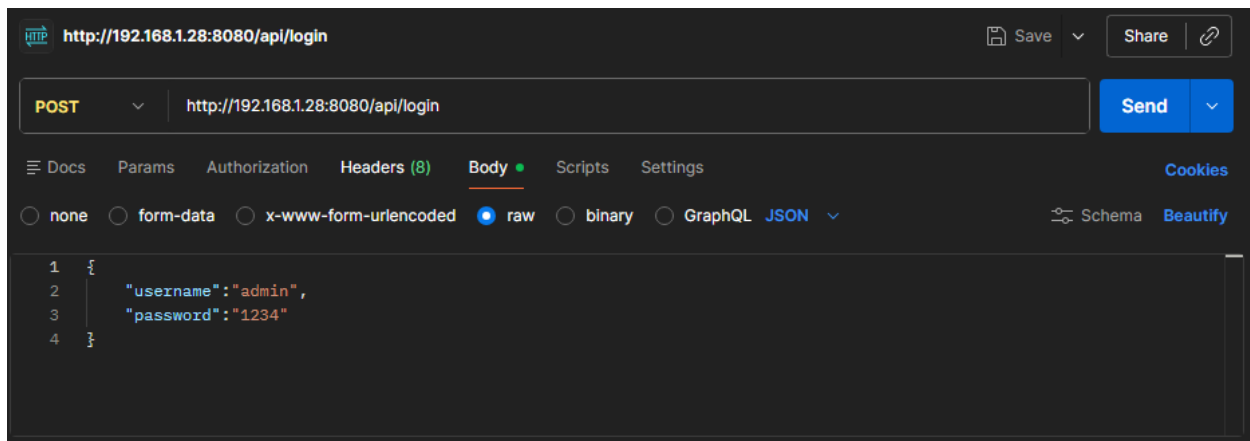 HTTP http://192.168.1.28:8080/api/login Save Share
POST http://192.168.1.28:8080/api/login Send
Docs Params Authorization Headers (8) Body Scripts Settings Cookies
none form-data x-www-form-urlencoded raw binary GraphQL JSON Schema Beautify
1 {
2 "username":"admin",
3 "password":"1234"
4 }